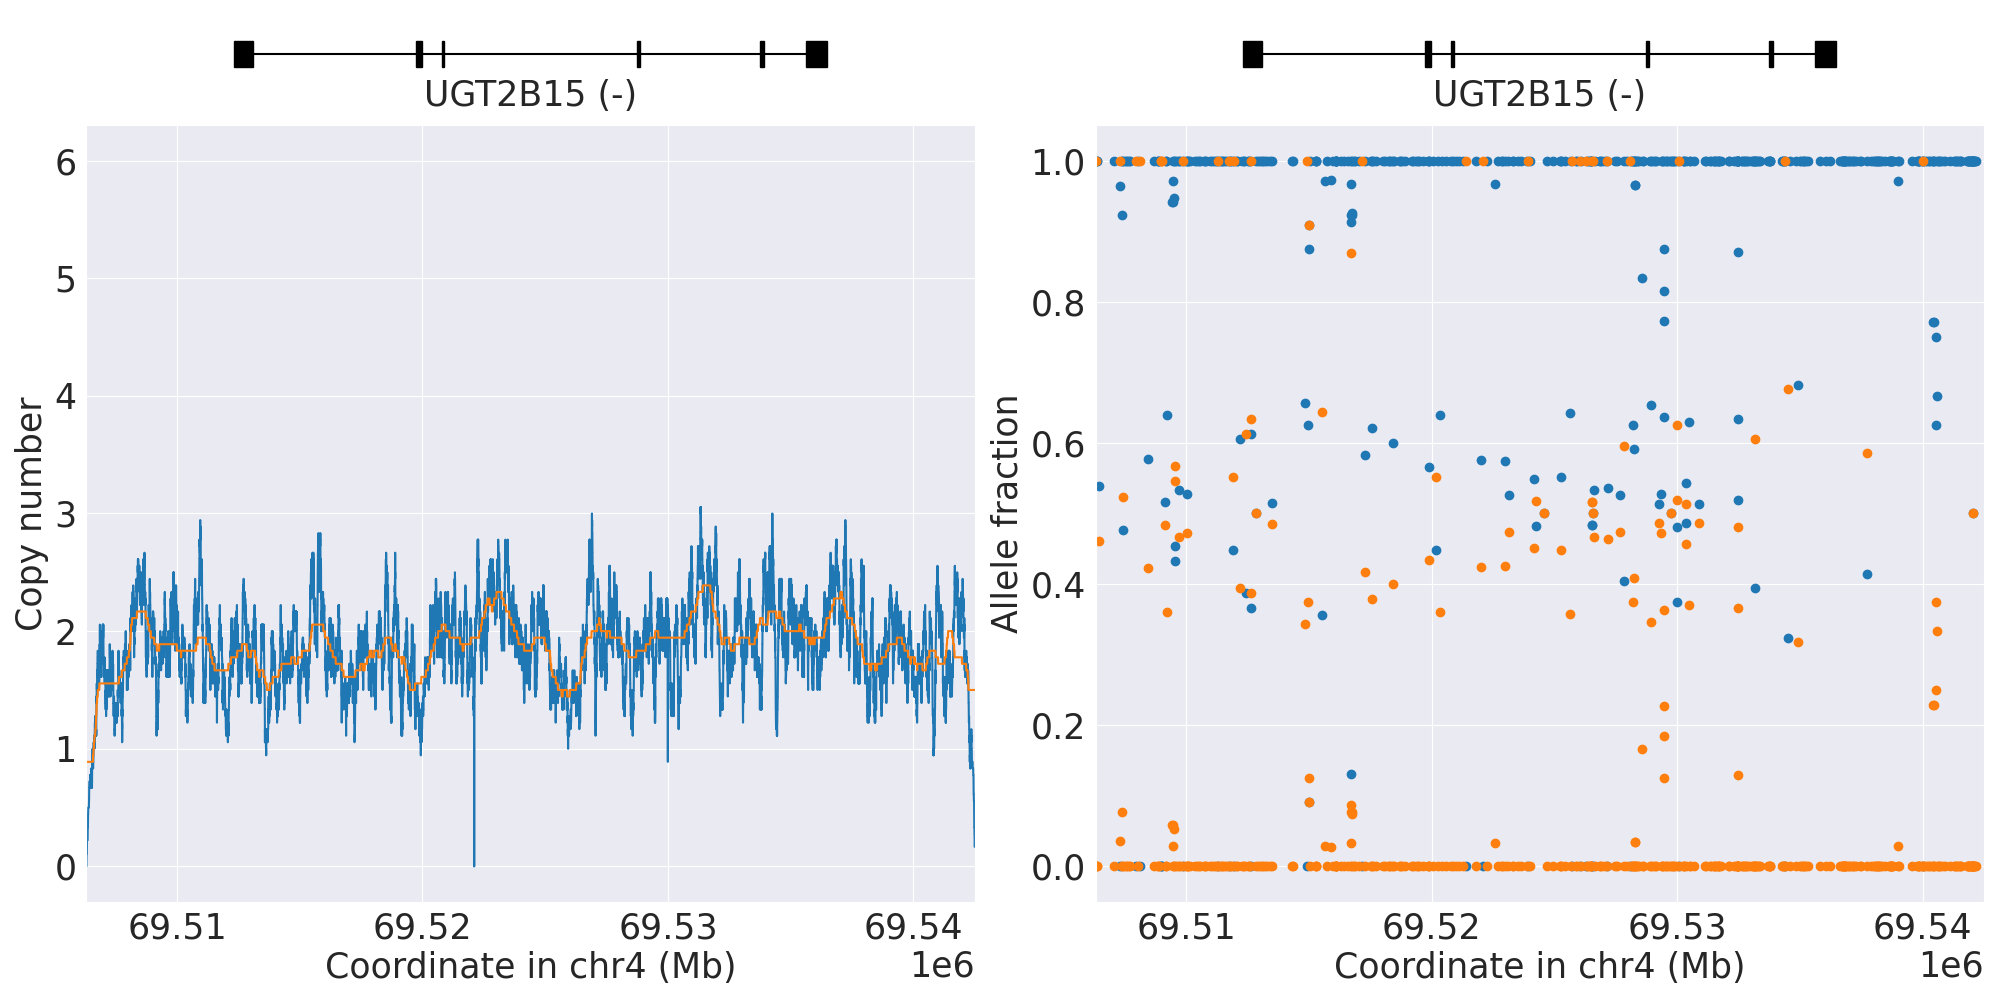 UGT2B15 (-)
UGT2B15 (-)
Copy number
6
5
4
3
2
1
0
69.51 69.52 69.53 69.54
Coordinate in chr4 (Mb) 1e6
Allele fraction
1.0
0.8
0.6
0.4
0.2
0.0
69.51 69.52 69.53 69.54
Coordinate in chr4 (Mb) 1e6